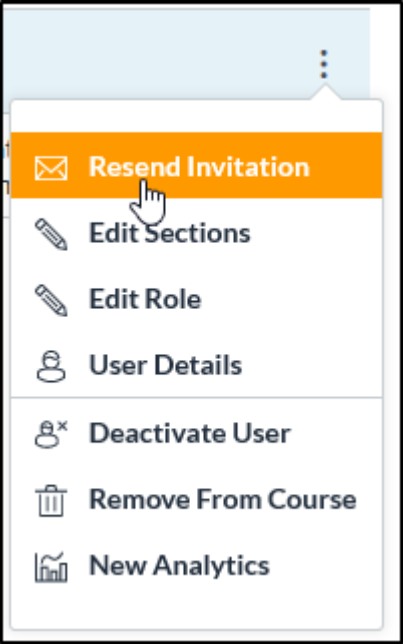 Resend Invitation
Edit Sections
Edit Role
User Details
Deactivate User
Remove From Course
New Analytics